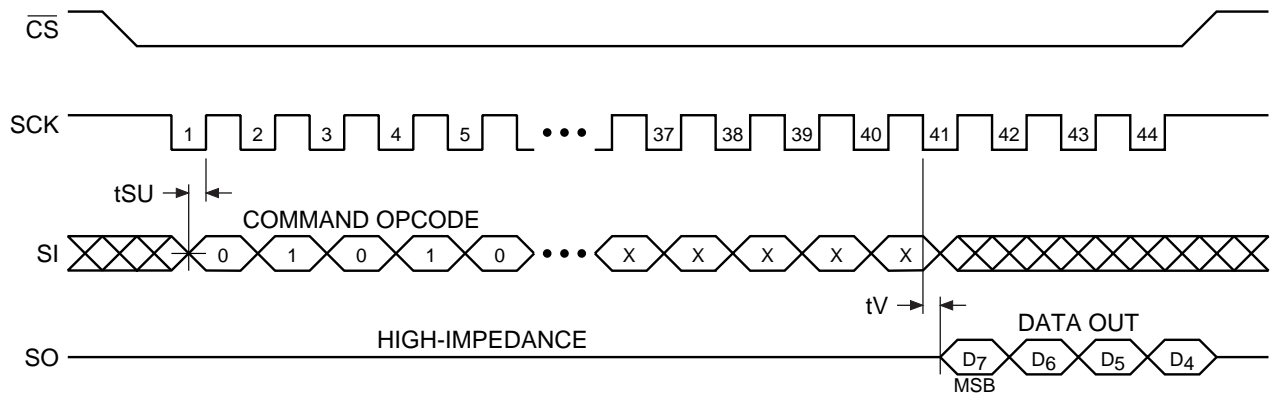 CS
SCK 1 2 3 4 5 ••• 37 38 39 40 41 42 43 44
tSU
COMMAND OPCODE
SI 0 1 0 1 0 ••• X X X X X
tV
HIGH-IMPEDANCE DATA OUT
SO D7 D6 D5 D4
MSB